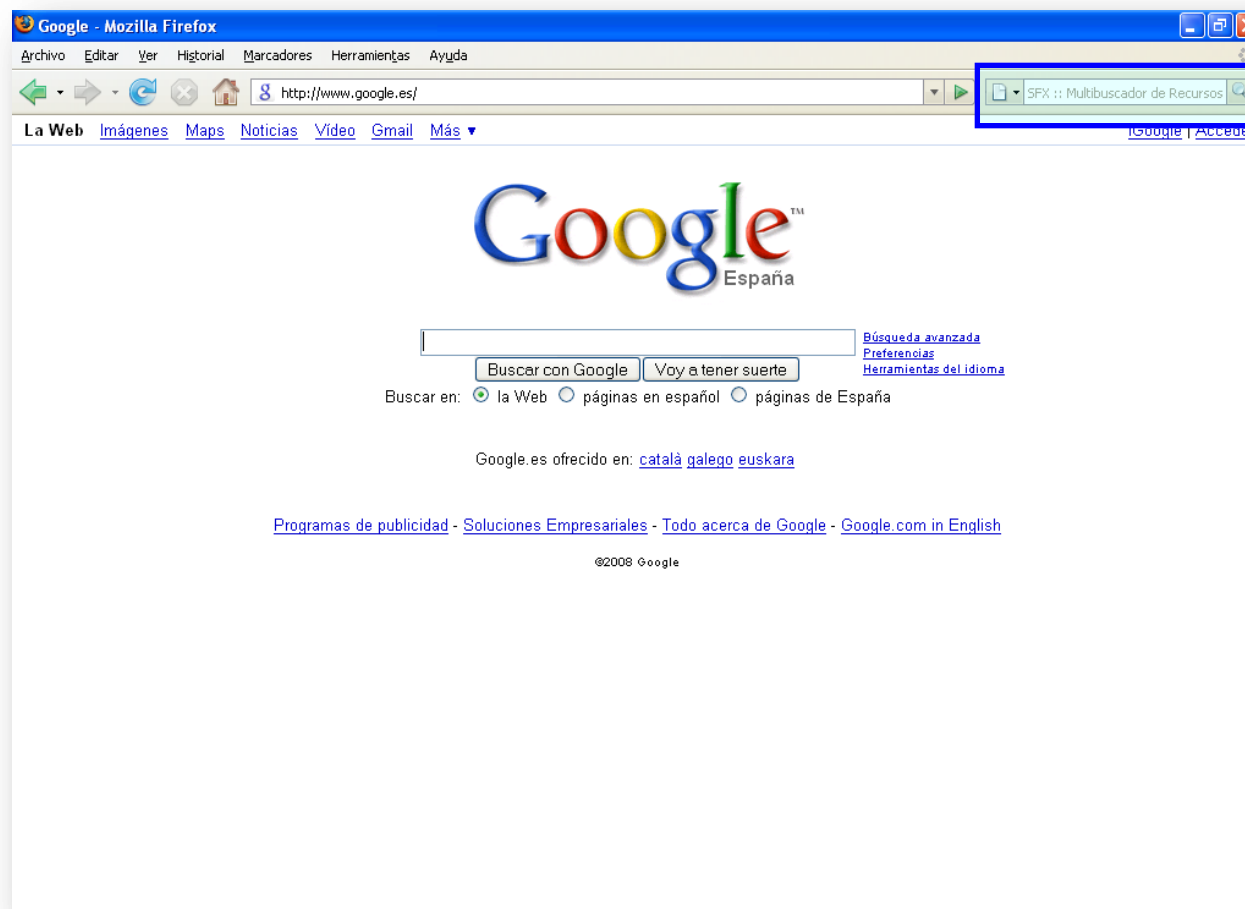 Google - Mozilla Firefox
Archivo Editar Ver Historial Marcadores Herramientas Ayuda
http://www.google.es/ SFX :: Multibuscador de Recursos
La Web Imágenes Maps Noticias Vídeo Gmail Más ▼ iGoogle | Accede
Google™
España
Búsqueda avanzada
Preferencias
Buscar con Google Voy a tener suerte Herramientas del idioma
Buscar en: la Web páginas en español páginas de España
Google.es ofrecido en: català galego euskara
Programas de publicidad - Soluciones Empresariales - Todo acerca de Google - Google.com in English
©2008 Google